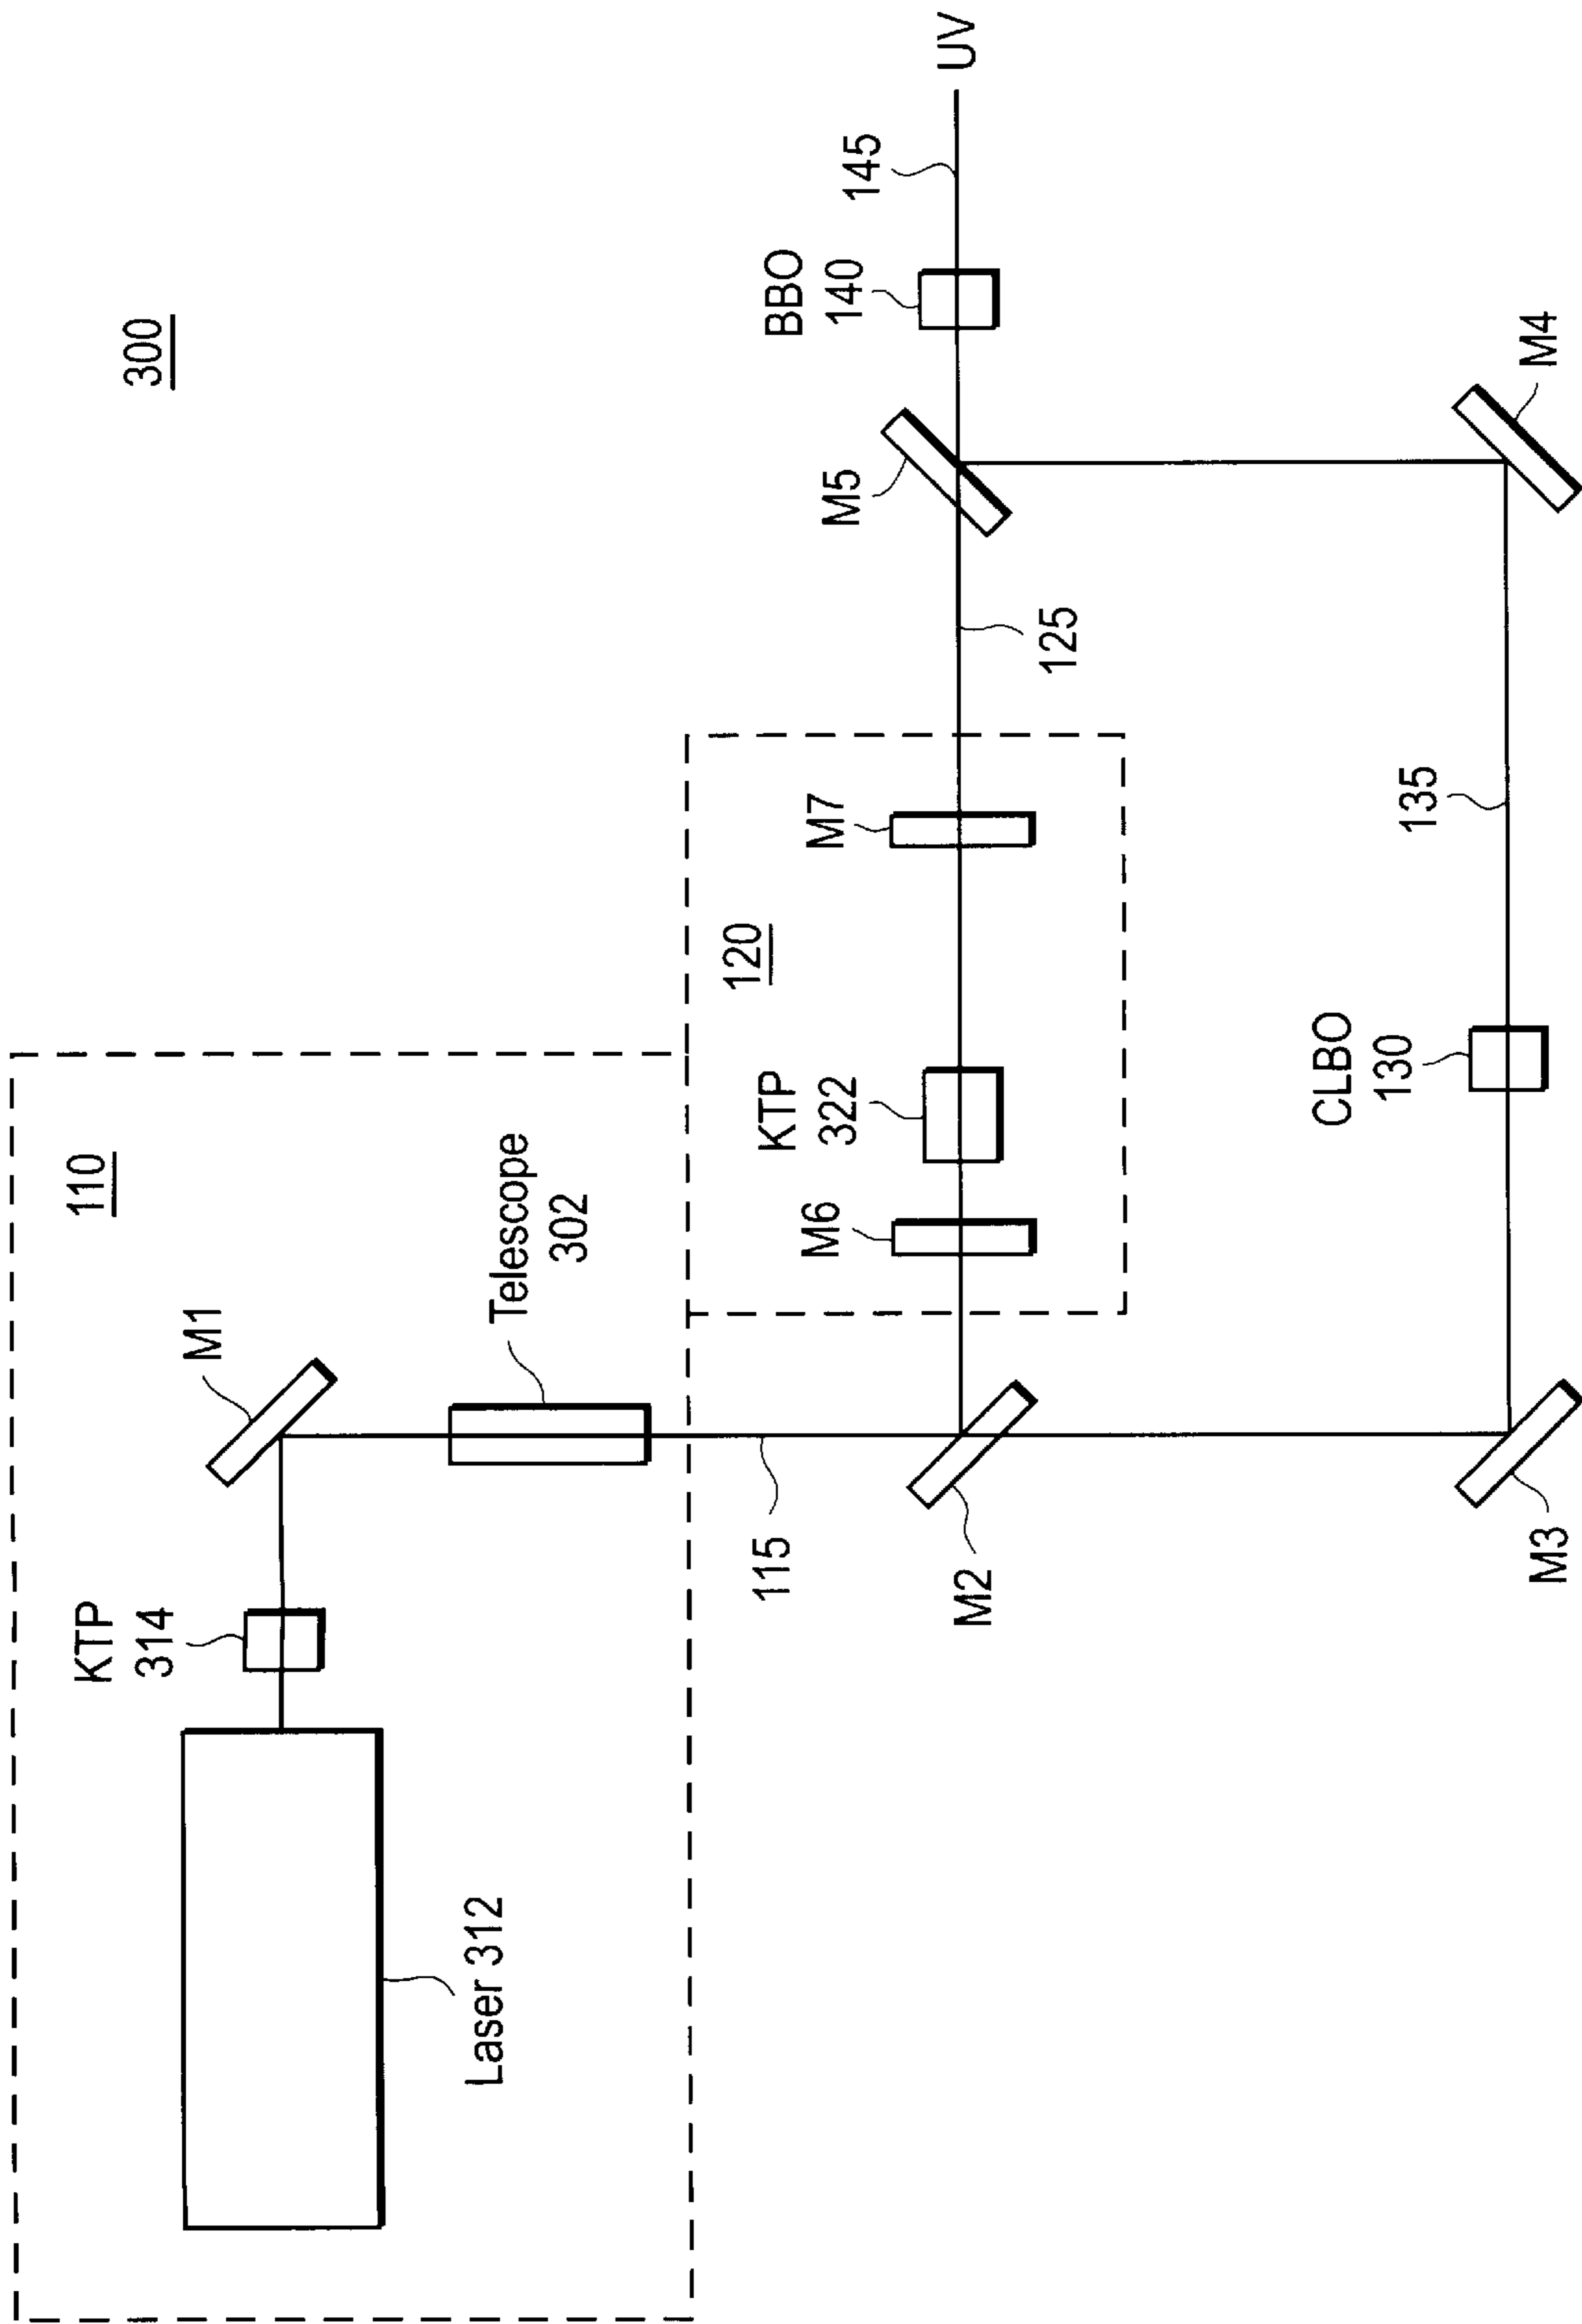 300
110
M1
KTP
314
Laser 312
Telescope
302
115
M2
120
M6
KTP
322
M7
125
M5
BBO
140
145
UV
M3
CLBO
130
135
M4